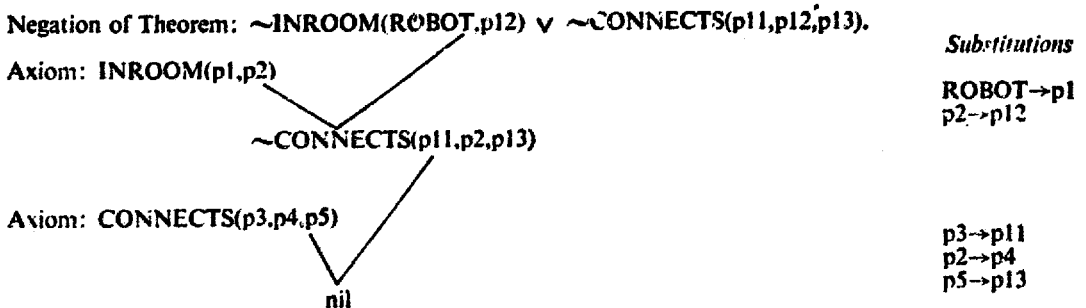 Negation of Theorem: ~INROOM(ROBOT,p12) ∨ ~CONNECTS(p11,p12,p13).
Substitutions
Axiom: INROOM(p1,p2)
ROBOT→p1
p2→p12
~CONNECTS(p11,p2,p13)
Axiom: CONNECTS(p3,p4,p5)
p3→p11
p2→p4
p5→p13
nil